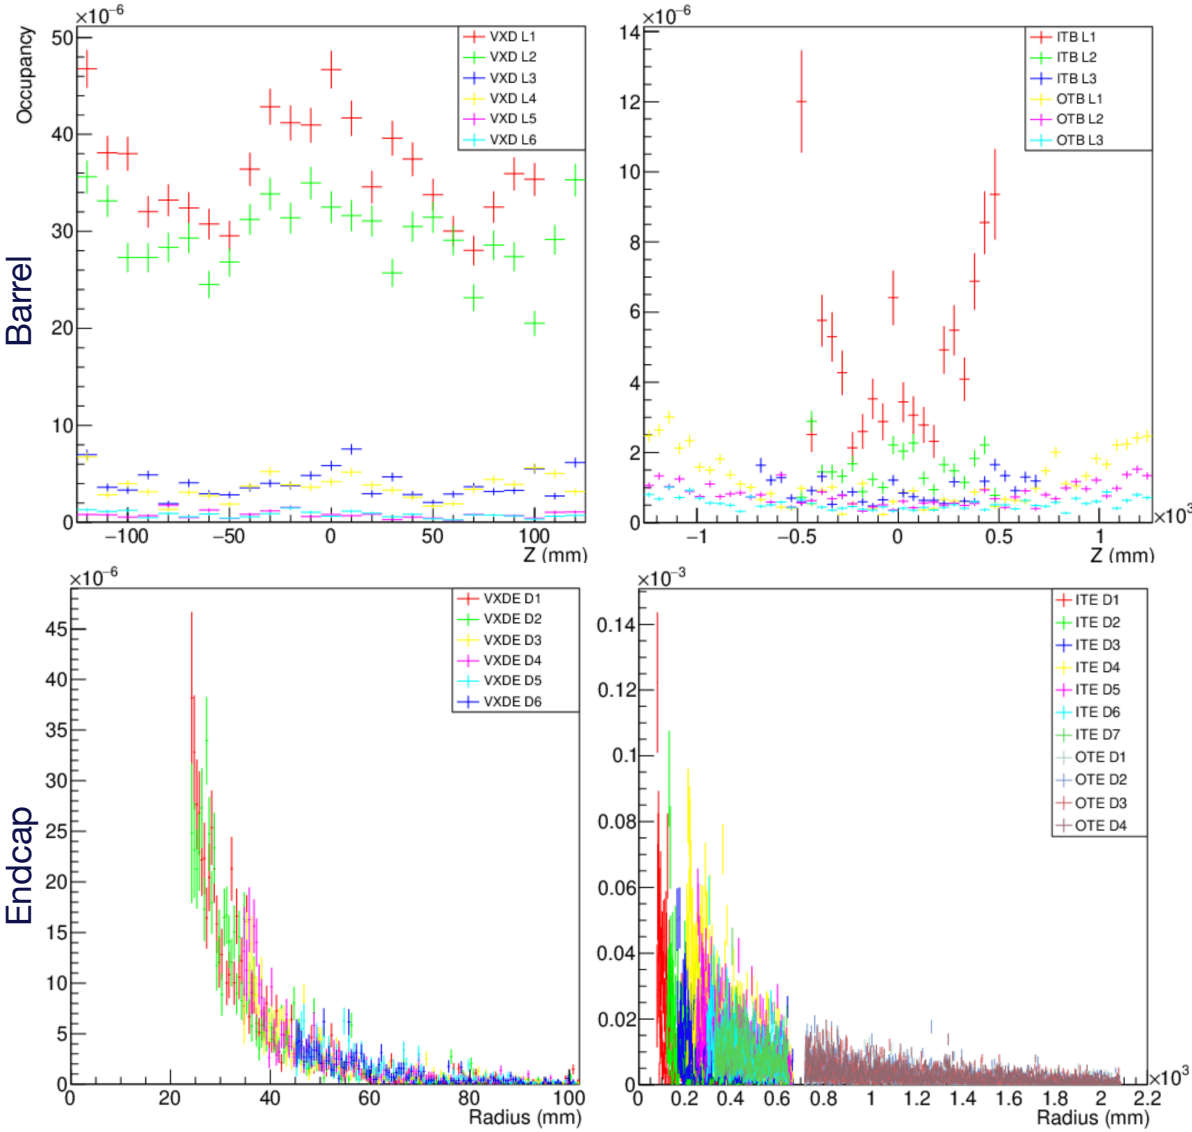 ×10⁻⁶
Occupancy
50
40
30
20
10
0
−100
−50
0
50
100
Z (mm)
VXD L1
VXD L2
VXD L3
VXD L4
VXD L5
VXD L6
×10⁻⁶
14
12
10
8
6
4
2
0
−1
−0.5
0
0.5
1
×10³
Z (mm)
ITB L1
ITB L2
ITB L3
OTB L1
OTB L2
OTB L3
Barrel
×10⁻⁶
45
40
35
30
25
20
15
10
5
0
0
20
40
60
80
100
Radius (mm)
VXDE D1
VXDE D2
VXDE D3
VXDE D4
VXDE D5
VXDE D6
×10⁻³
0.14
0.12
0.1
0.08
0.06
0.04
0.02
0
0
0.2
0.4
0.6
0.8
1
1.2
1.4
1.6
1.8
2
2.2
×10³
Radius (mm)
ITE D1
ITE D2
ITE D3
ITE D4
ITE D5
ITE D6
ITE D7
OTE D1
OTE D2
OTE D3
OTE D4
Endcap